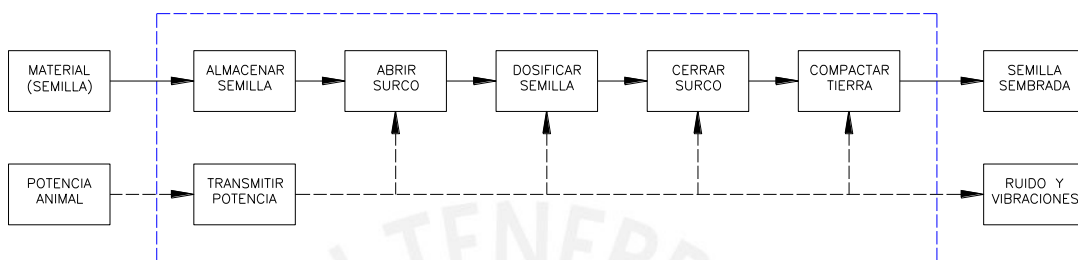 MATERIAL
(SEMILLA)
ALMACENAR
SEMILLA
ABRIR
SURCO
DOSIFICAR
SEMILLA
CERRAR
SURCO
COMPACTAR
TIERRA
SEMILLA
SEMBRADA
POTENCIA
ANIMAL
TRANSMITIR
POTENCIA
RUIDO Y
VIBRACIONES